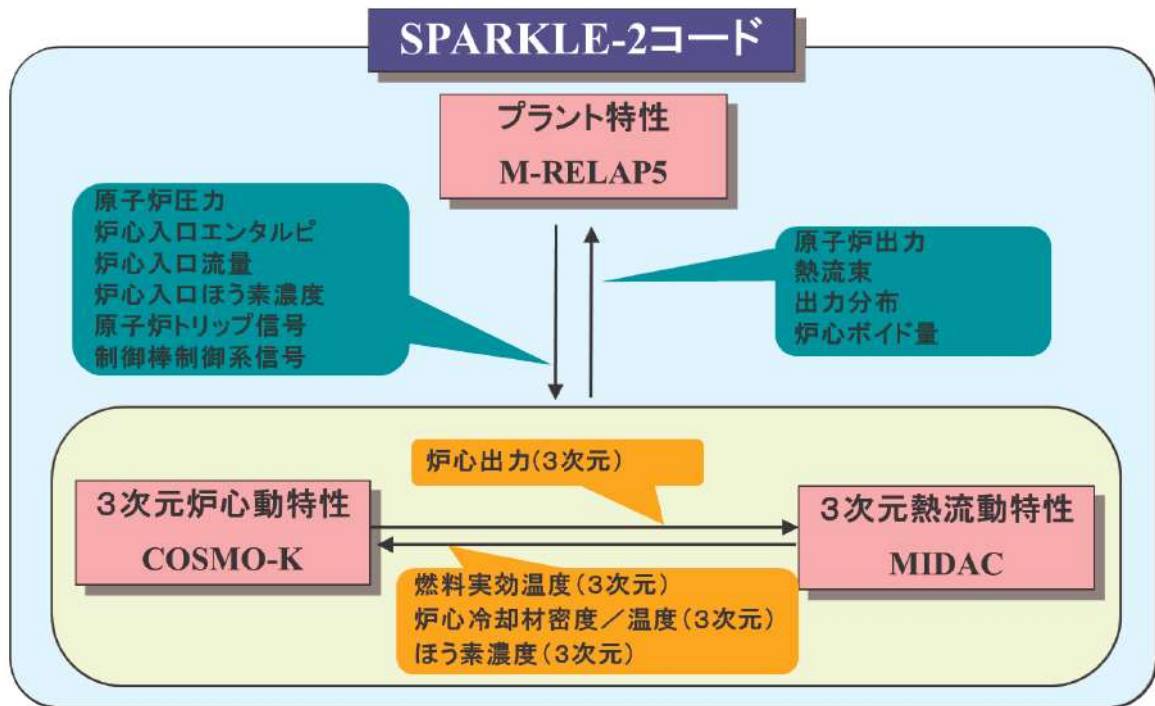 SPARKLE-2コード
プラント特性
M-RELAP5
原子炉圧力
炉心入口エンタルピ
炉心入口流量
炉心入口ほう素濃度
原子炉トリップ信号
制御棒制御系信号
原子炉出力
熱流束
出力分布
炉心ボイド量
炉心出力(3次元)
3次元炉心動特性
COSMO-K
3次元熱流動特性
MIDAC
燃料実効温度(3次元)
炉心冷却材密度/温度(3次元)
ほう素濃度(3次元)